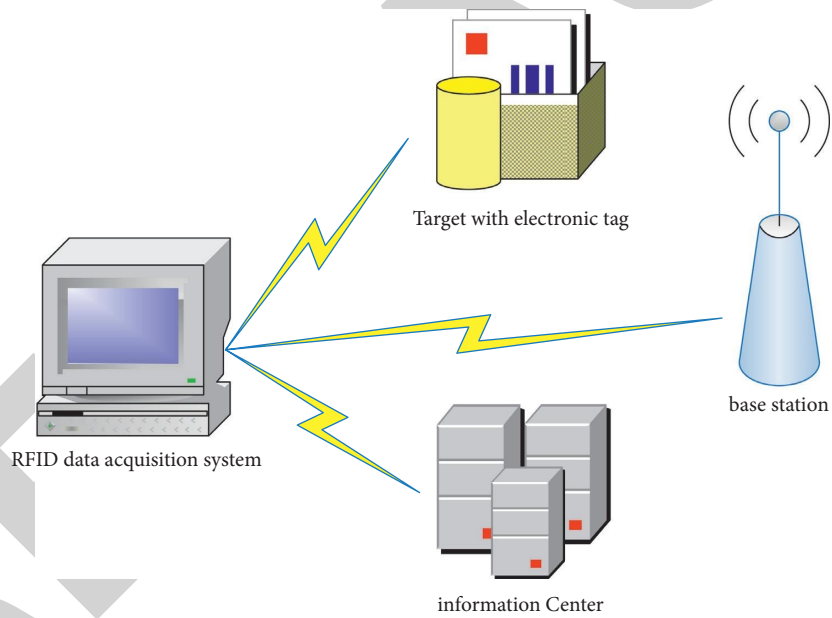 Target with electronic tag
base station
RFID data acquisition system
information Center